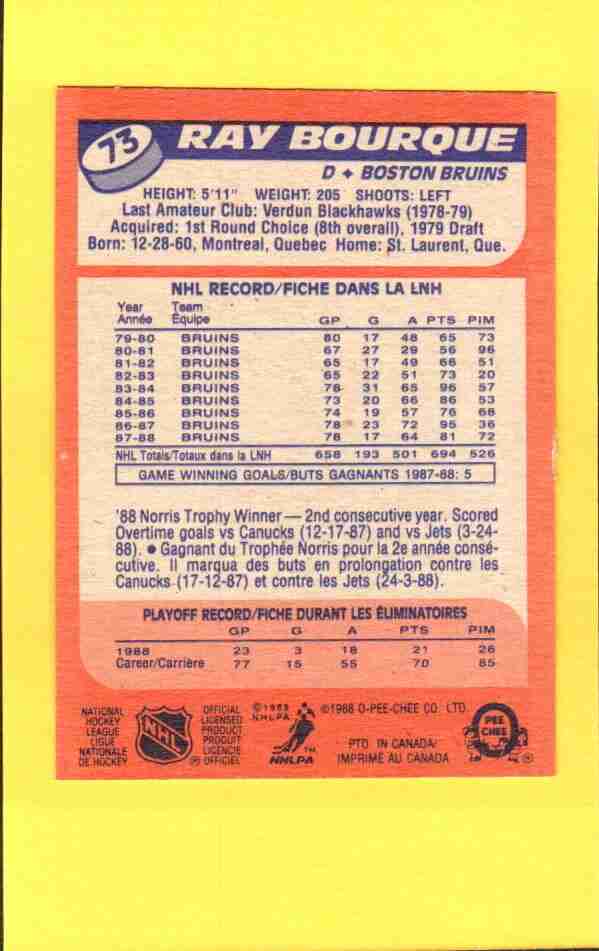 73
RAY BOURQUE
D ✦ BOSTON BRUINS
HEIGHT: 5'11" WEIGHT: 205 SHOOTS: LEFT
Last Amateur Club: Verdun Blackhawks (1978-79)
Acquired: 1st Round Choice (8th overall), 1979 Draft
Born: 12-28-60, Montreal, Quebec Home: St. Laurent, Que.
NHL RECORD/FICHE DANS LA LNH
Year Team
Année Équipe GP G A PTS PIM
79-80 BRUINS 80 17 48 65 73
80-81 BRUINS 67 27 29 56 96
81-82 BRUINS 65 17 49 66 51
82-83 BRUINS 65 22 51 73 20
83-84 BRUINS 78 31 65 96 57
84-85 BRUINS 73 20 66 86 53
85-86 BRUINS 74 19 57 76 68
86-87 BRUINS 78 23 72 95 36
87-88 BRUINS 78 17 64 81 72
NHL Totals/Totaux dans la LNH 658 193 501 694 526
GAME WINNING GOALS/BUTS GAGNANTS 1987-88: 5
'88 Norris Trophy Winner — 2nd consecutive year. Scored
Overtime goals vs Canucks (12-17-87) and vs Jets (3-24-
88). ● Gagnant du Trophée Norris pour la 2e année consé-
cutive. Il marqua des buts en prolongation contre les
Canucks (17-12-87) et contre les Jets (24-3-88).
PLAYOFF RECORD/FICHE DURANT LES ÉLIMINATOIRES
GP G A PTS PIM
1988 23 3 18 21 26
Career/Carrière 77 15 55 70 85
NATIONAL
HOCKEY
LEAGUE
LIGUE
NATIONALE
DE HOCKEY
NHL
OFFICIAL
LICENSED
PRODUCT
PRODUIT
LICENCIÉ
® OFFICIEL
©1988
NHLPA
™
NHLPA
©1988 O-PEE-CHEE CO. LTD.
PTD. IN CANADA/
IMPRIMÉ AU CANADA
O
PEE
CHEE
®